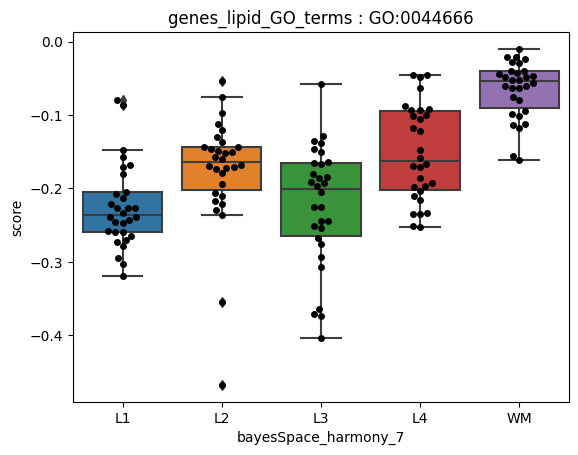 genes_lipid_GO_terms : GO:0044666
0.0
−0.1
−0.2
−0.3
−0.4
score
L1 L2 L3 L4 WM
bayesSpace_harmony_7